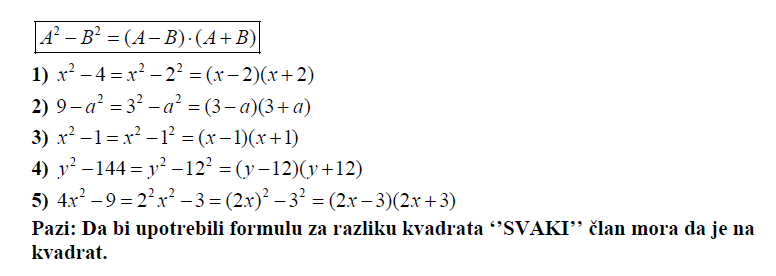 A² – B² = (A – B)·(A + B)
1) x² – 4 = x² – 2² = (x – 2)(x + 2)
2) 9 – a² = 3² – a² = (3 – a)(3 + a)
3) x² – 1 = x² – 1² = (x – 1)(x + 1)
4) y² – 144 = y² – 12² = (y – 12)(y + 12)
5) 4x² – 9 = 2² x² – 3 = (2x)² – 3² = (2x – 3)(2x + 3)
Pazi: Da bi upotrebili formulu za razliku kvadrata ‘’SVAKI’’ član mora da je na
kvadrat.